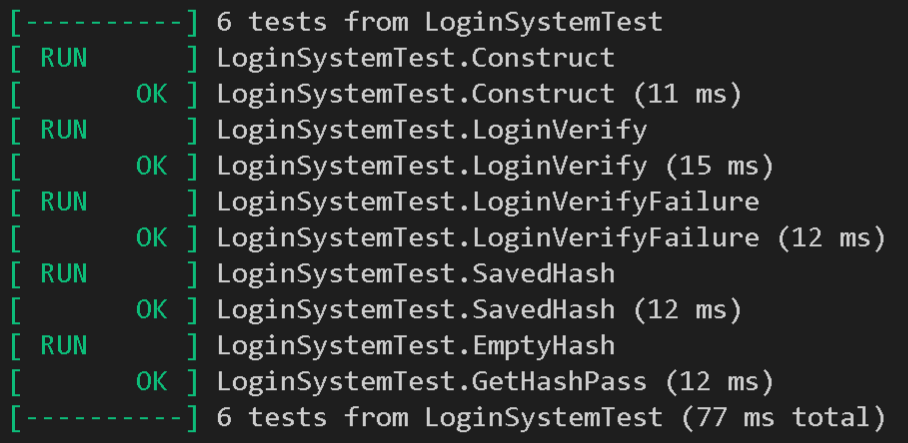 [----------] 6 tests from LoginSystemTest
[ RUN      ] LoginSystemTest.Construct
[       OK ] LoginSystemTest.Construct (11 ms)
[ RUN      ] LoginSystemTest.LoginVerify
[       OK ] LoginSystemTest.LoginVerify (15 ms)
[ RUN      ] LoginSystemTest.LoginVerifyFailure
[       OK ] LoginSystemTest.LoginVerifyFailure (12 ms)
[ RUN      ] LoginSystemTest.SavedHash
[       OK ] LoginSystemTest.SavedHash (12 ms)
[ RUN      ] LoginSystemTest.EmptyHash
[       OK ] LoginSystemTest.GetHashPass (12 ms)
[----------] 6 tests from LoginSystemTest (77 ms total)